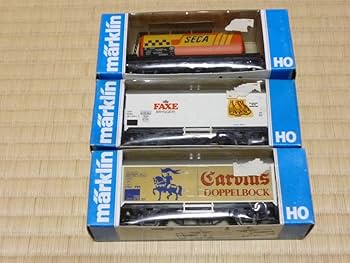 märklin
SECA
HO
märklin
FAXE
HO
märklin
Carolus
DOPPELBOCK
HO